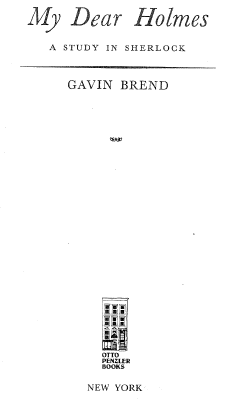 My Dear Holmes
A STUDY IN SHERLOCK
GAVIN BREND
OTTO
PENZLER
BOOKS
NEW YORK